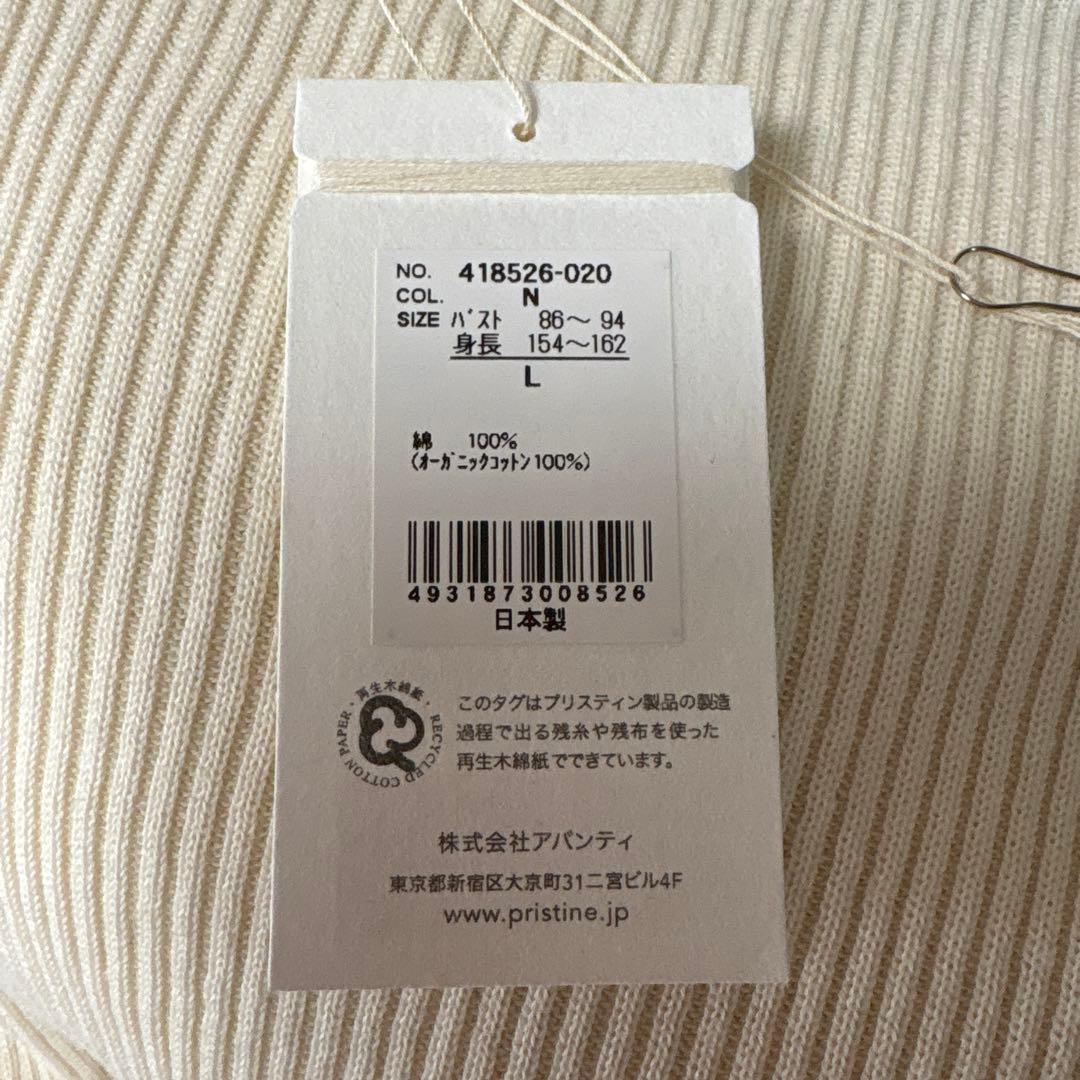 NO. 418526-020
COL. N
SIZE ﾊﾞｽﾄ 86～94
身長 154～162
L
綿 100%
(ｵｰｶﾞﾆｯｸｺｯﾄﾝ100%)
4931873008526
日本製
・再生木綿紙・ RECYCLED COTTON PAPER
このタグはプリスティン製品の製造
過程で出る残糸や残布を使った
再生木綿紙でできています。
株式会社アバンティ
東京都新宿区大京町31二宮ビル4F
www.pristine.jp